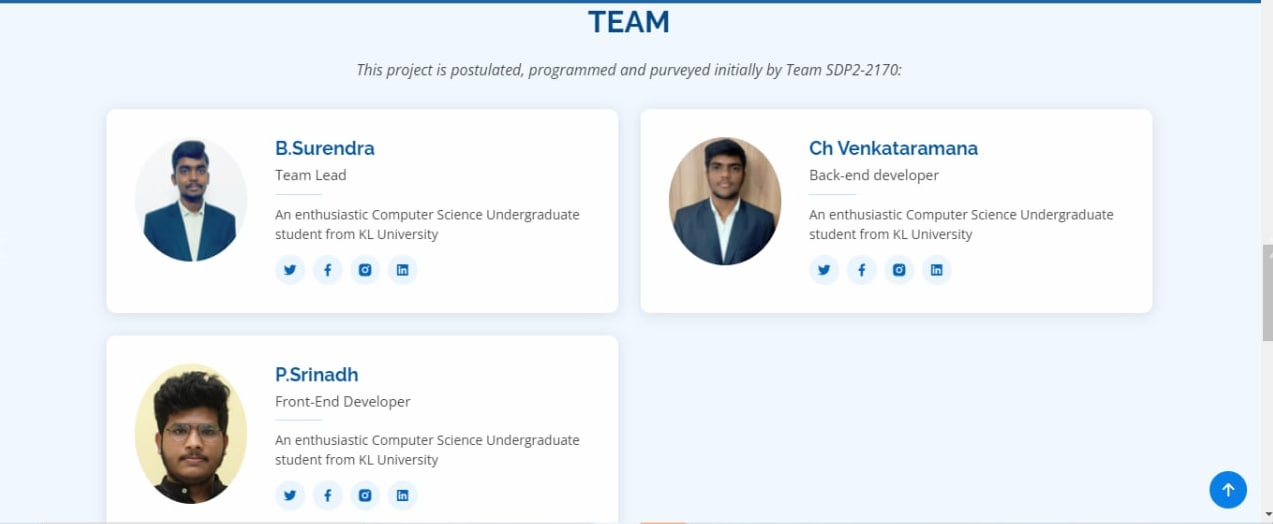 TEAM
This project is postulated, programmed and purveyed initially by Team SDP2-2170:
B.Surendra
Team Lead
An enthusiastic Computer Science Undergraduate
student from KL University
Ch Venkataramana
Back-end developer
An enthusiastic Computer Science Undergraduate
student from KL University
P.Srinadh
Front-End Developer
An enthusiastic Computer Science Undergraduate
student from KL University